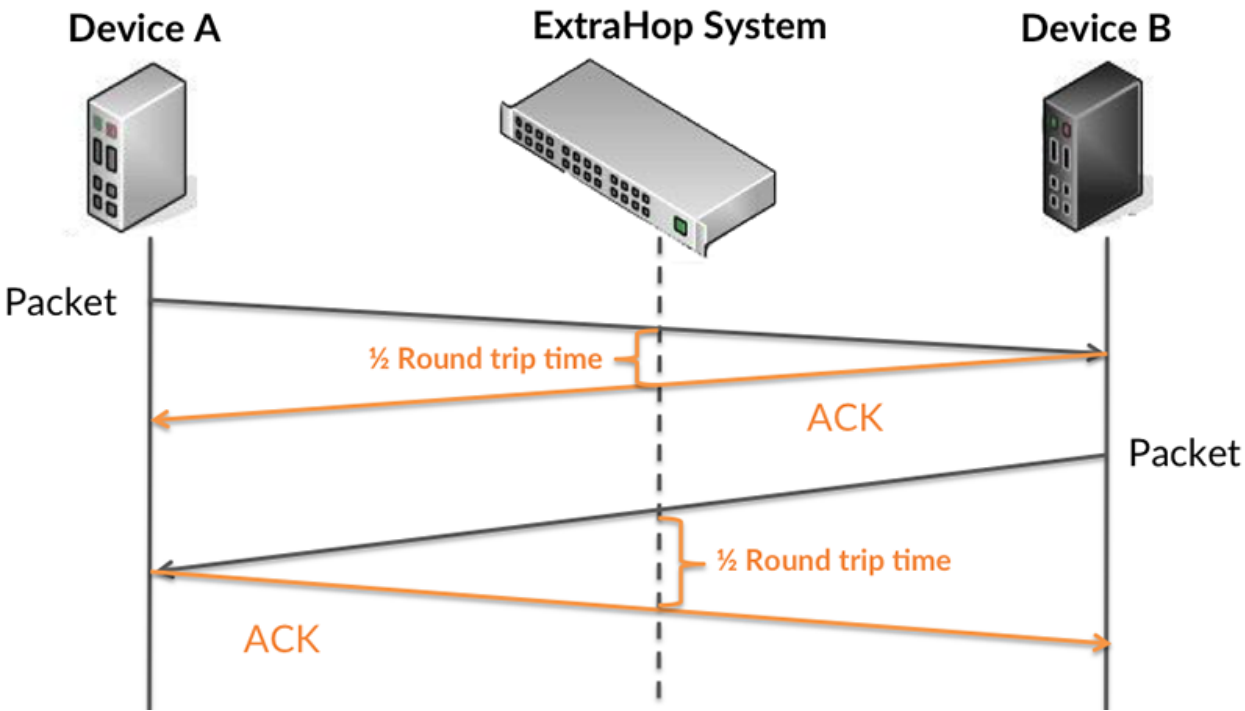 Device A
ExtraHop System
Device B
Packet
½ Round trip time
ACK
Packet
½ Round trip time
ACK